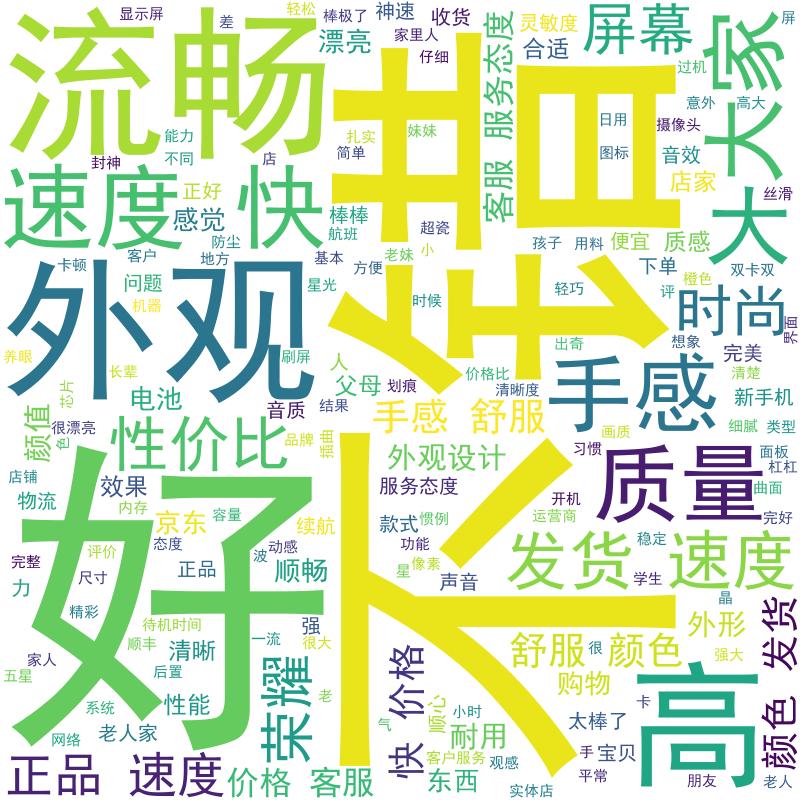 流畅
不错
好
外观
速度 快
大家
屏幕
服务态度
客服
手感
时尚
质量
高
性价比
发货 速度
荣耀
正品 速度
价格 客服
快 价格
颜色 发货
手感 舒服
外观设计
舒服 颜色
外形
购物
耐用
东西
顺心
太棒了
宝贝
手
平常
实体店
观感
客户服务
小时
气
朋友
老人
卡
强大
晶
学生
稳定
完好
曲面
杠杠
面板
类型
细腻
新手机
清楚
完美
想象
界面
橙色
评
双卡双
下单
质感
便宜
用料
孩子
店家
音效
丝滑
摄像头
意外
高大
过机
屏
合适
灵敏度
收货
神速
棒极了
轻松
家里人
仔细
漂亮
显示屏
差
能力
不同
店
封神
扎实
简单
妹妹
日用
图标
正好
感觉
棒棒
航班
超瓷
防尘
地方
客户
卡顿
基本
方便
老妹
小
问题
机器
星光
时候
轻巧
出奇
养眼
长辈
刷屏
人
父母
划痕
价格比
清晰度
芯片
电池
音质
结果
颜值
很漂亮
色
品牌
插曲
画质
习惯
店铺
物流
效果
内存
京东
容量
续航
服务态度
款式
惯例
运营商
开机
完整
评价
态度
波
动感
功能
像素
力
尺寸
正品
顺畅
星
声音
精彩
待机时间
强
顺丰
清晰
一流
很大
很
家人
后置
五星
系统
性能
老
网络
老人家